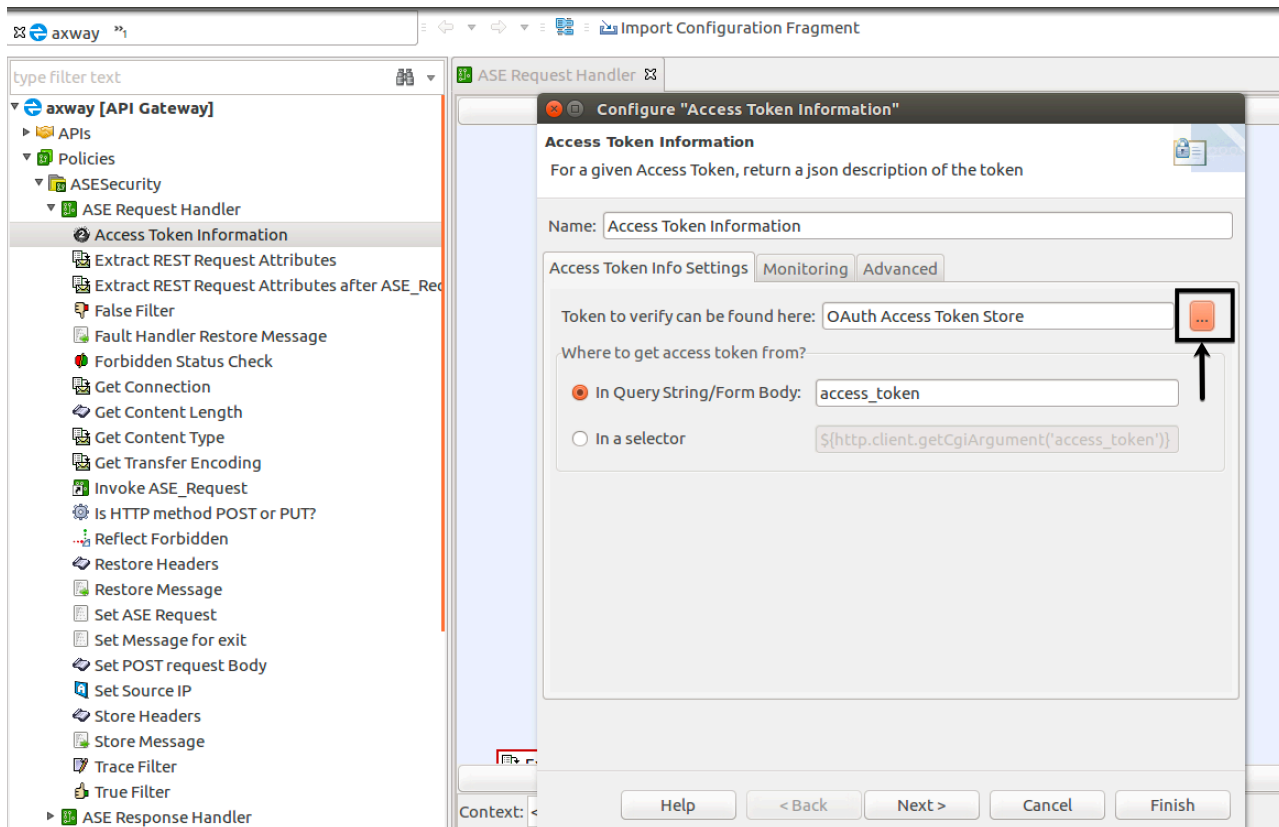 axway »1
Import Configuration Fragment
type filter text
axway [API Gateway]
APIs
Policies
ASESecurity
ASE Request Handler
Access Token Information
Extract REST Request Attributes
Extract REST Request Attributes after ASE_Req
False Filter
Fault Handler Restore Message
Forbidden Status Check
Get Connection
Get Content Length
Get Content Type
Get Transfer Encoding
Invoke ASE_Request
Is HTTP method POST or PUT?
Reflect Forbidden
Restore Headers
Restore Message
Set ASE Request
Set Message for exit
Set POST request Body
Set Source IP
Store Headers
Store Message
Trace Filter
True Filter
ASE Response Handler
ASE Request Handler
Configure "Access Token Information"
Access Token Information
For a given Access Token, return a json description of the token
Name: Access Token Information
Access Token Info Settings Monitoring Advanced
Token to verify can be found here: OAuth Access Token Store ...
Where to get access token from?
In Query String/Form Body: access_token
In a selector ${http.client.getCgiArgument('access_token')}
Context: <
Help < Back Next > Cancel Finish